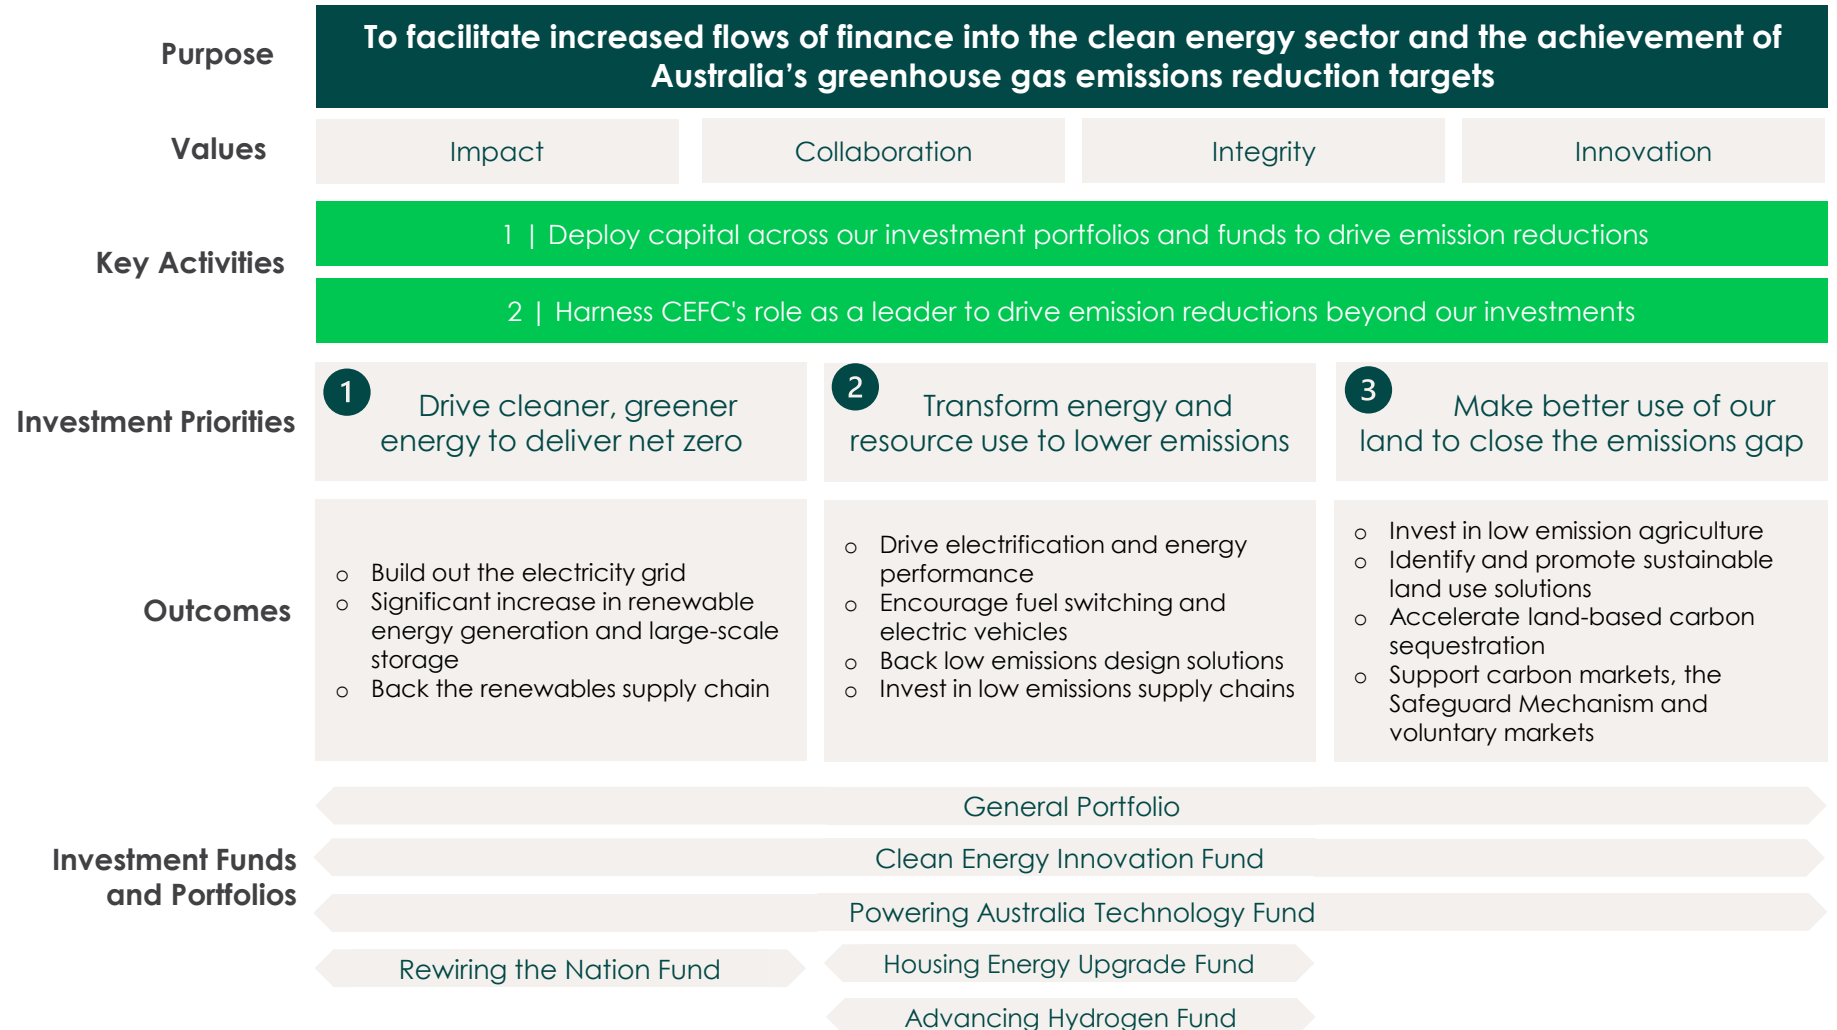 Purpose
To facilitate increased flows of finance into the clean energy sector and the achievement of
Australia’s greenhouse gas emissions reduction targets
Values
Impact
Collaboration
Integrity
Innovation
Key Activities
1 | Deploy capital across our investment portfolios and funds to drive emission reductions
2 | Harness CEFC's role as a leader to drive emission reductions beyond our investments
Investment Priorities
1
Drive cleaner, greener
energy to deliver net zero
2
Transform energy and
resource use to lower emissions
3
Make better use of our
land to close the emissions gap
Outcomes
o Build out the electricity grid
o Significant increase in renewable
energy generation and large-scale
storage
o Back the renewables supply chain
o Drive electrification and energy
performance
o Encourage fuel switching and
electric vehicles
o Back low emissions design solutions
o Invest in low emissions supply chains
o Invest in low emission agriculture
o Identify and promote sustainable
land use solutions
o Accelerate land-based carbon
sequestration
o Support carbon markets, the
Safeguard Mechanism and
voluntary markets
Investment Funds
and Portfolios
General Portfolio
Clean Energy Innovation Fund
Powering Australia Technology Fund
Rewiring the Nation Fund
Housing Energy Upgrade Fund
Advancing Hydrogen Fund